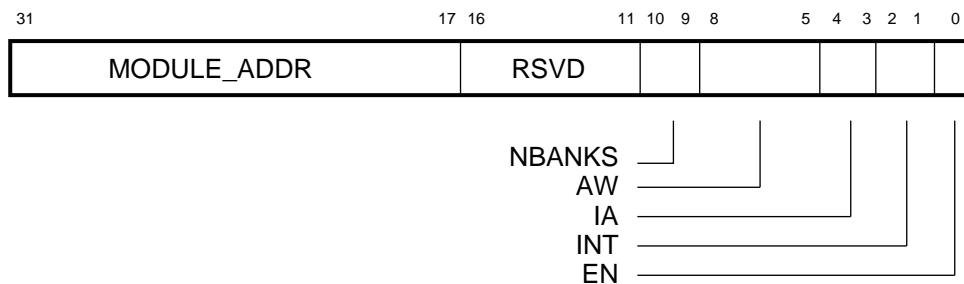 31 17 16 11 10 9 8 5 4 3 2 1 0
MODULE_ADDR RSVD
NBANKS
AW
IA
INT
EN